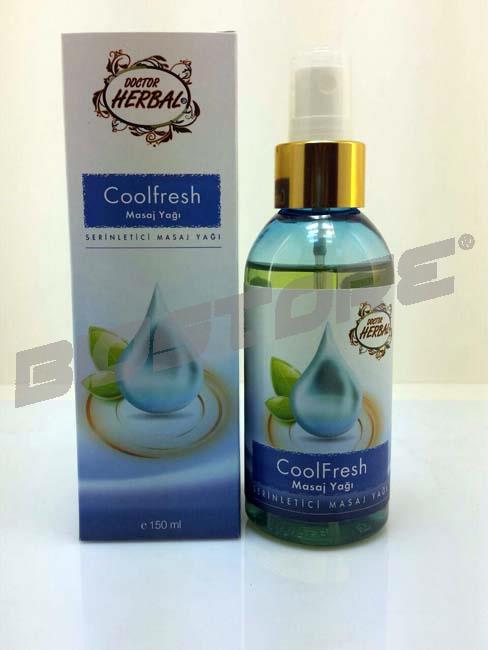 DOCTOR
HERBAL
Coolfresh
Masaj Yağı
SERİNLETİCİ MASAJ YAĞI
e 150 ml
DOCTOR
HERBAL
CoolFresh
Masaj Yağı
SERİNLETİCİ MASAJ YAĞI